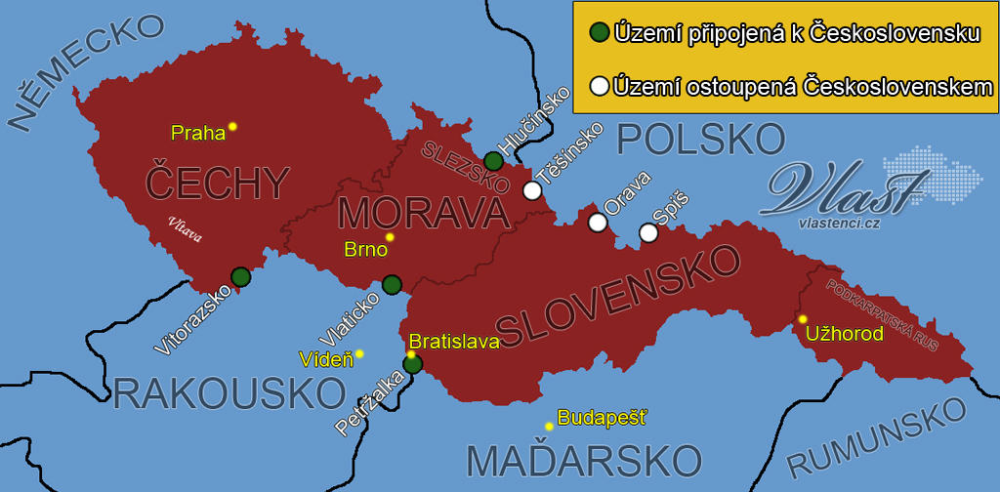 Území připojená k Československu
Území ostoupená Československem
NĚMECKO
POLSKO
Praha
ČECHY
Vltava
SLEZSKO
Hlučínsko
Těšínsko
MORAVA
Brno
Orava
Spiš
Vlast
vlastenci.cz
Vitorazsko
Vlaticko
SLOVENSKO
PODKARPATSKÁ RUS
Užhorod
Bratislava
Vídeň
Petržalka
RAKOUSKO
Budapešť
MAĎARSKO
RUMUNSKO